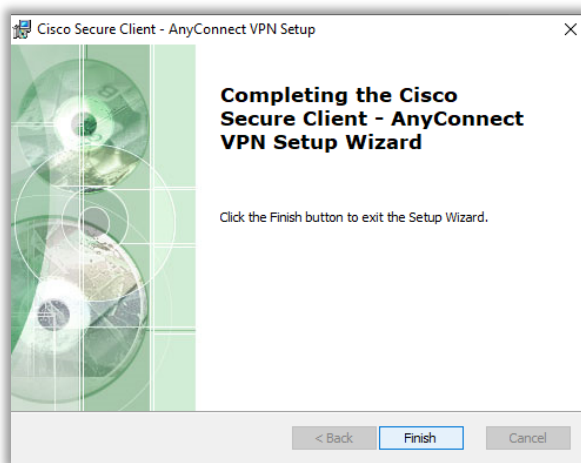 Cisco Secure Client - AnyConnect VPN Setup
Completing the Cisco
Secure Client - AnyConnect
VPN Setup Wizard
Click the Finish button to exit the Setup Wizard.
< Back Finish Cancel